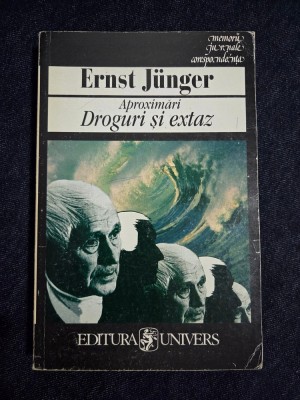 memorii
jurnale
corespondență
Ernst Jünger
Aproximări
Droguri și extaz
EDITURA UNIVERS